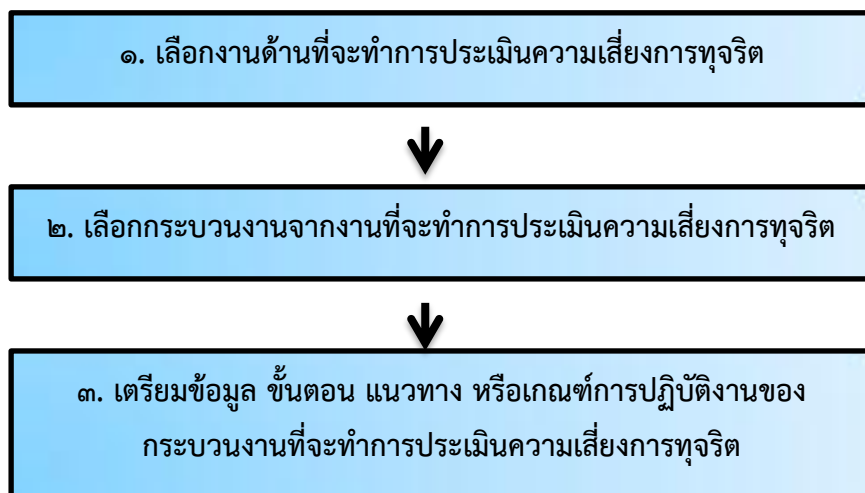 ๑. เลือกงานด้านที่จะทำการประเมินความเสี่ยงการทุจริต
๒. เลือกกระบวนงานจากงานที่จะทำการประเมินความเสี่ยงการทุจริต
๓. เตรียมข้อมูล ขั้นตอน แนวทาง หรือเกณฑ์การปฏิบัติงานของ
กระบวนงานที่จะทำการประเมินความเสี่ยงการทุจริต